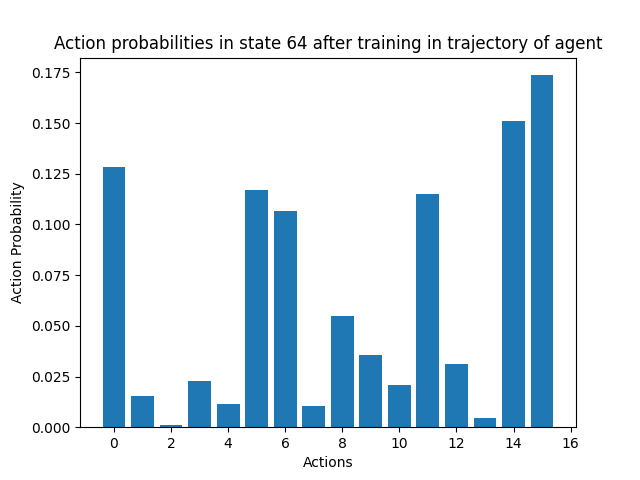 Action probabilities in state 64 after training in trajectory of agent
0.175
0.150
0.125
0.100
0.075
0.050
0.025
0.000
Action Probability
0 2 4 6 8 10 12 14 16
Actions